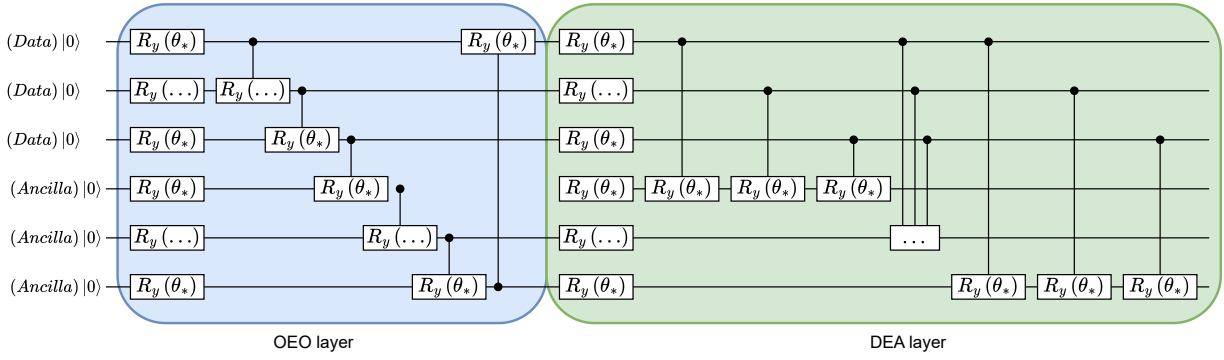 (Data) |0⟩ R_y (θ_*) R_y (θ_*) R_y (θ_*)
(Data) |0⟩ R_y (...) R_y (...) R_y (...)
(Data) |0⟩ R_y (θ_*) R_y (θ_*) R_y (θ_*)
(Ancilla) |0⟩ R_y (θ_*) R_y (θ_*) R_y (θ_*) R_y (θ_*) R_y (θ_*) R_y (θ_*)
(Ancilla) |0⟩ R_y (...) R_y (...) R_y (...) ...
(Ancilla) |0⟩ R_y (θ_*) R_y (θ_*) R_y (θ_*) R_y (θ_*) R_y (θ_*) R_y (θ_*)
OEO layer DEA layer